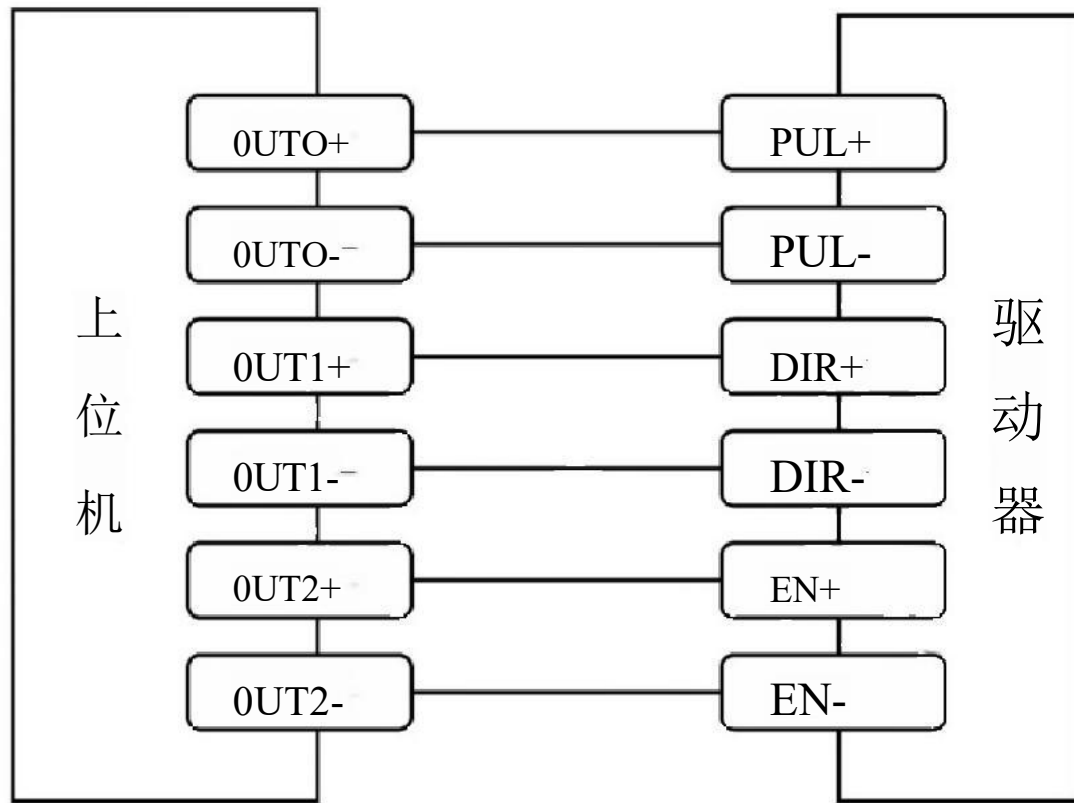 上位机
0UTO+
0UTO-
0UT1+
0UT1-
0UT2+
0UT2-
PUL+
PUL-
DIR+
DIR-
EN+
EN-
驱动器